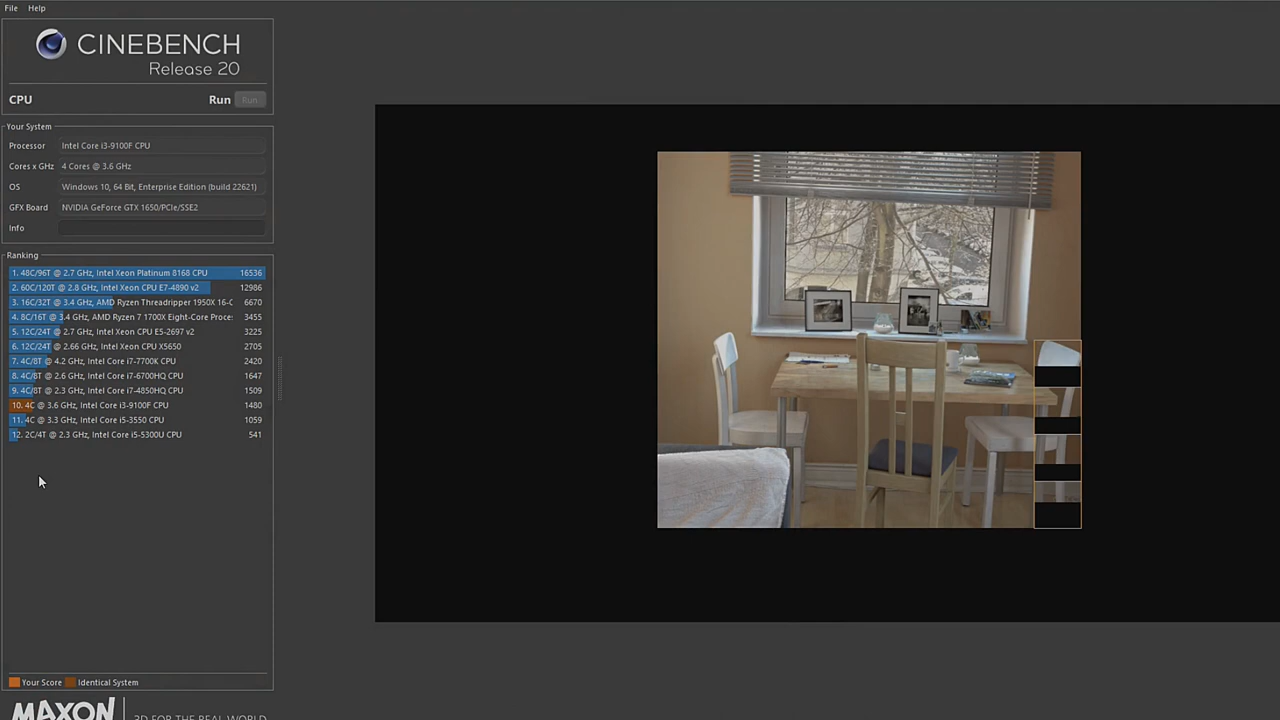 File Help
CINEBENCH
Release 20
CPU Run Run
Your System
Processor Intel Core i3-9100F CPU
Cores x GHz 4 Cores @ 3.6 GHz
OS Windows 10, 64 Bit, Enterprise Edition (build 22621)
GFX Board NVIDIA GeForce GTX 1650/PCIe/SSE2
Info
Ranking
1. 48C/96T @ 2.7 GHz, Intel Xeon Platinum 8168 CPU 16536
2. 60C/120T @ 2.8 GHz, Intel Xeon CPU E7-4890 v2 12986
3. 16C/32T @ 3.4 GHz, AMD Ryzen Threadripper 1950X 16-C 6670
4. 8C/16T @ 3.4 GHz, AMD Ryzen 7 1700X Eight-Core Proce: 3455
5. 12C/24T @ 2.7 GHz, Intel Xeon CPU E5-2697 v2 3225
6. 12C/24T @ 2.66 GHz, Intel Xeon CPU X5650 2705
7. 4C/8T @ 4.2 GHz, Intel Core i7-7700K CPU 2420
8. 4C/8T @ 2.6 GHz, Intel Core i7-6700HQ CPU 1647
9. 4C/8T @ 2.3 GHz, Intel Core i7-4850HQ CPU 1509
10. 4C @ 3.6 GHz, Intel Core i3-9100F CPU 1480
11. 4C @ 3.3 GHz, Intel Core i5-3550 CPU 1059
12. 2C/4T @ 2.3 GHz, Intel Core i5-5300U CPU 541
Your Score Identical System
MAXON 3D FOR THE REAL WORLD